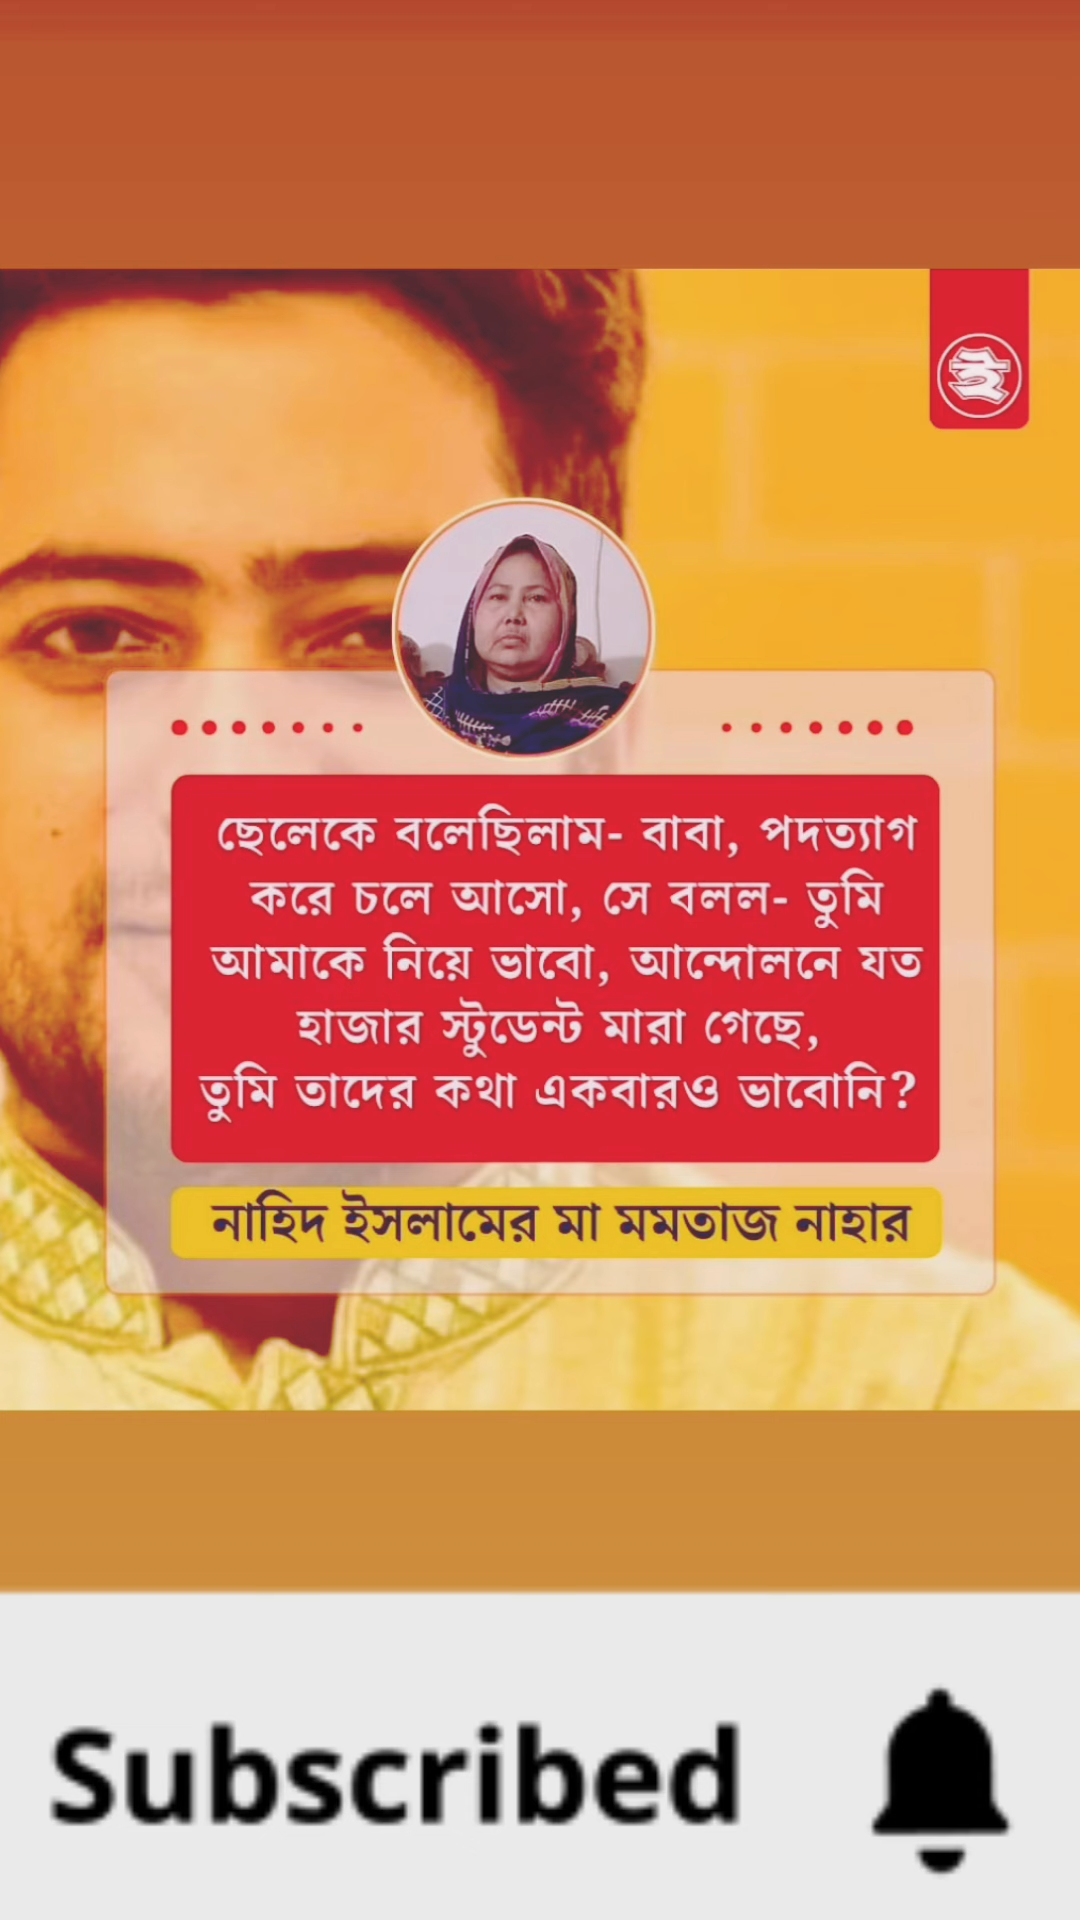 ই
ছেলেকে বলেছিলাম- বাবা, পদত্যাগ
করে চলে আসো, সে বলল- তুমি
আমাকে নিয়ে ভাবো, আন্দোলনে যত
হাজার স্টুডেন্ট মারা গেছে,
তুমি তাদের কথা একবারও ভাবোনি?
নাহিদ ইসলামের মা মমতাজ নাহার
Subscribed